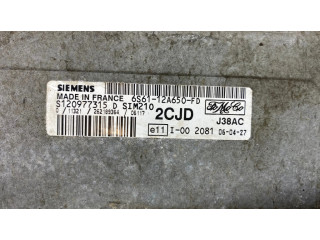 SIEMENS
MADE IN FRANCE 6S61-12A650-FD
S120977315 D SIM210
2CJD
J38AC
e11 I-00 2081 06-04-27